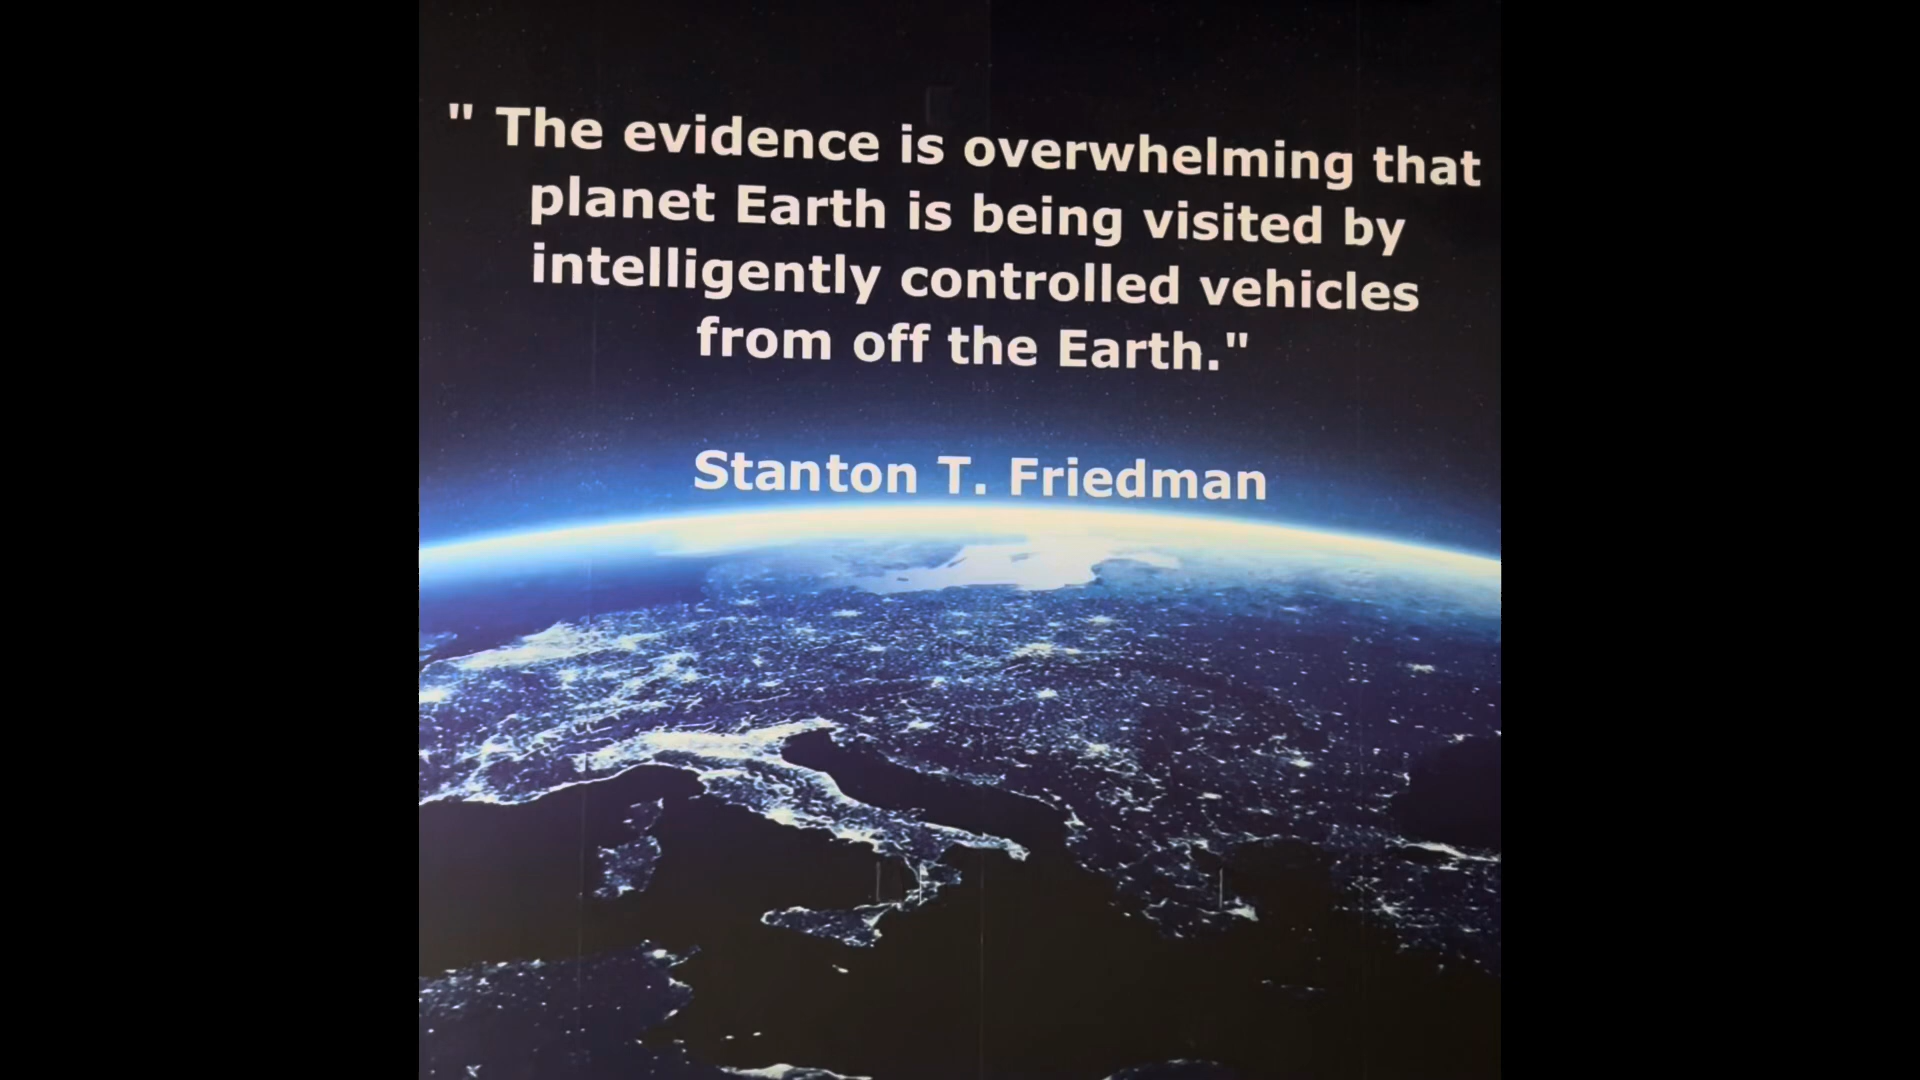 " The evidence is overwhelming that
planet Earth is being visited by
intelligently controlled vehicles
from off the Earth."
Stanton T. Friedman